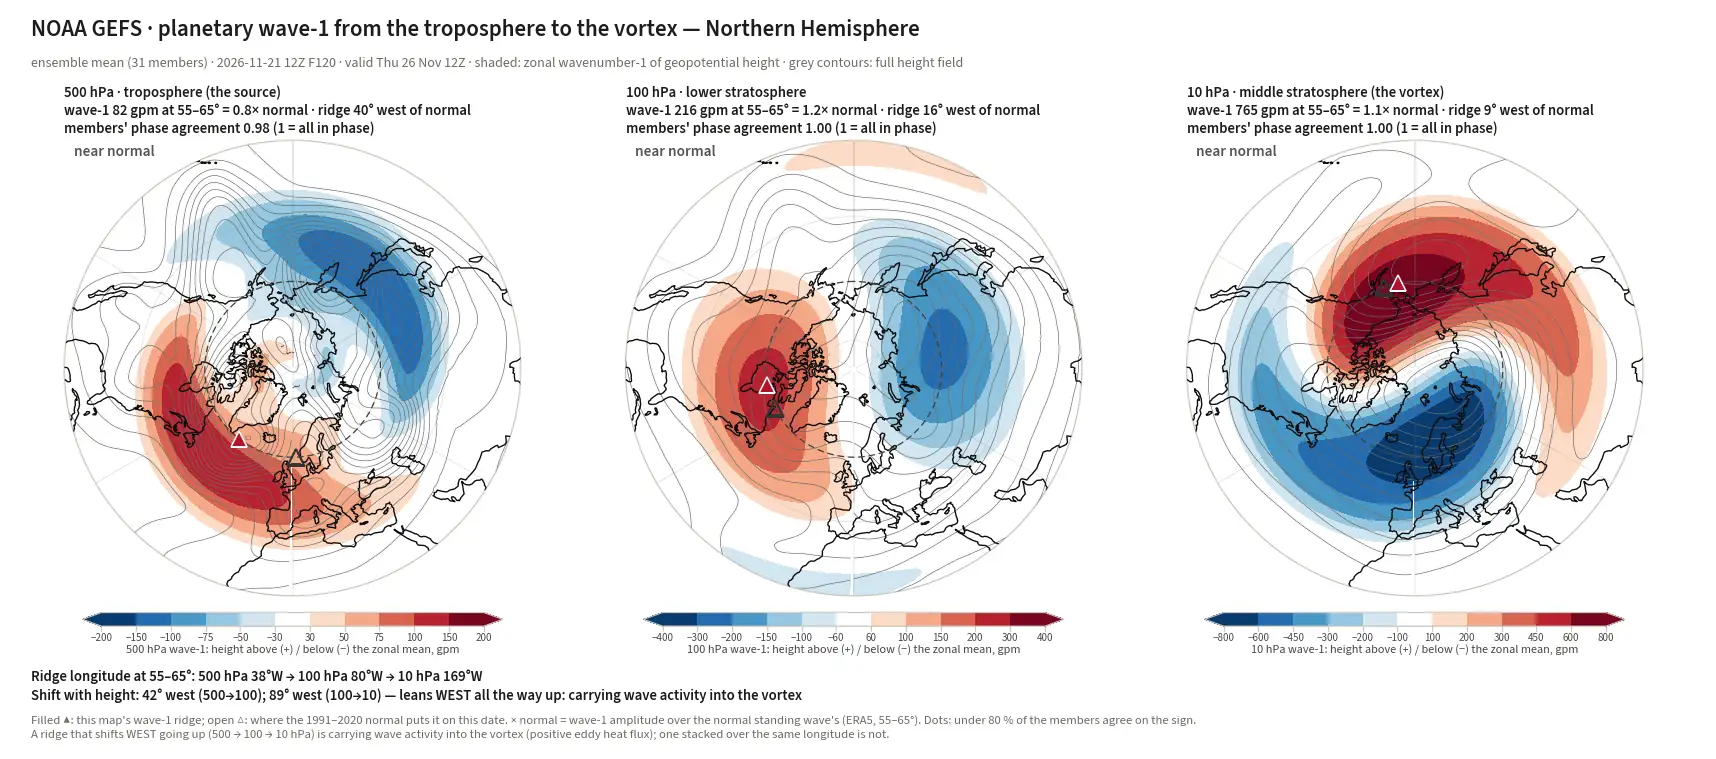 NOAA GEFS · planetary wave-1 from the troposphere to the vortex — Northern Hemisphere
ensemble mean (31 members) · 2026-11-21 12Z F120 · valid Thu 26 Nov 12Z · shaded: zonal wavenumber-1 of geopotential height · grey contours: full height field
500 hPa · troposphere (the source)
wave-1 82 gpm at 55–65° = 0.8× normal · ridge 40° west of normal
members' phase agreement 0.98 (1 = all in phase)
near normal
100 hPa · lower stratosphere
wave-1 216 gpm at 55–65° = 1.2× normal · ridge 16° west of normal
members' phase agreement 1.00 (1 = all in phase)
near normal
10 hPa · middle stratosphere (the vortex)
wave-1 765 gpm at 55–65° = 1.1× normal · ridge 9° west of normal
members' phase agreement 1.00 (1 = all in phase)
near normal
−200 −150 −100 −75 −50 −30 30 50 75 100 150 200
500 hPa wave-1: height above (+) / below (−) the zonal mean, gpm
−400 −300 −200 −150 −100 −60 60 100 150 200 300 400
100 hPa wave-1: height above (+) / below (−) the zonal mean, gpm
−800 −600 −450 −300 −200 −100 100 200 300 450 600 800
10 hPa wave-1: height above (+) / below (−) the zonal mean, gpm
Ridge longitude at 55–65°: 500 hPa 38°W → 100 hPa 80°W → 10 hPa 169°W
Shift with height: 42° west (500→100); 89° west (100→10) — leans WEST all the way up: carrying wave activity into the vortex
Filled ▲: this map's wave-1 ridge; open △: where the 1991–2020 normal puts it on this date. × normal = wave-1 amplitude over the normal standing wave's (ERA5, 55–65°). Dots: under 80 % of the members agree on the sign.
A ridge that shifts WEST going up (500 → 100 → 10 hPa) is carrying wave activity into the vortex (positive eddy heat flux); one stacked over the same longitude is not.